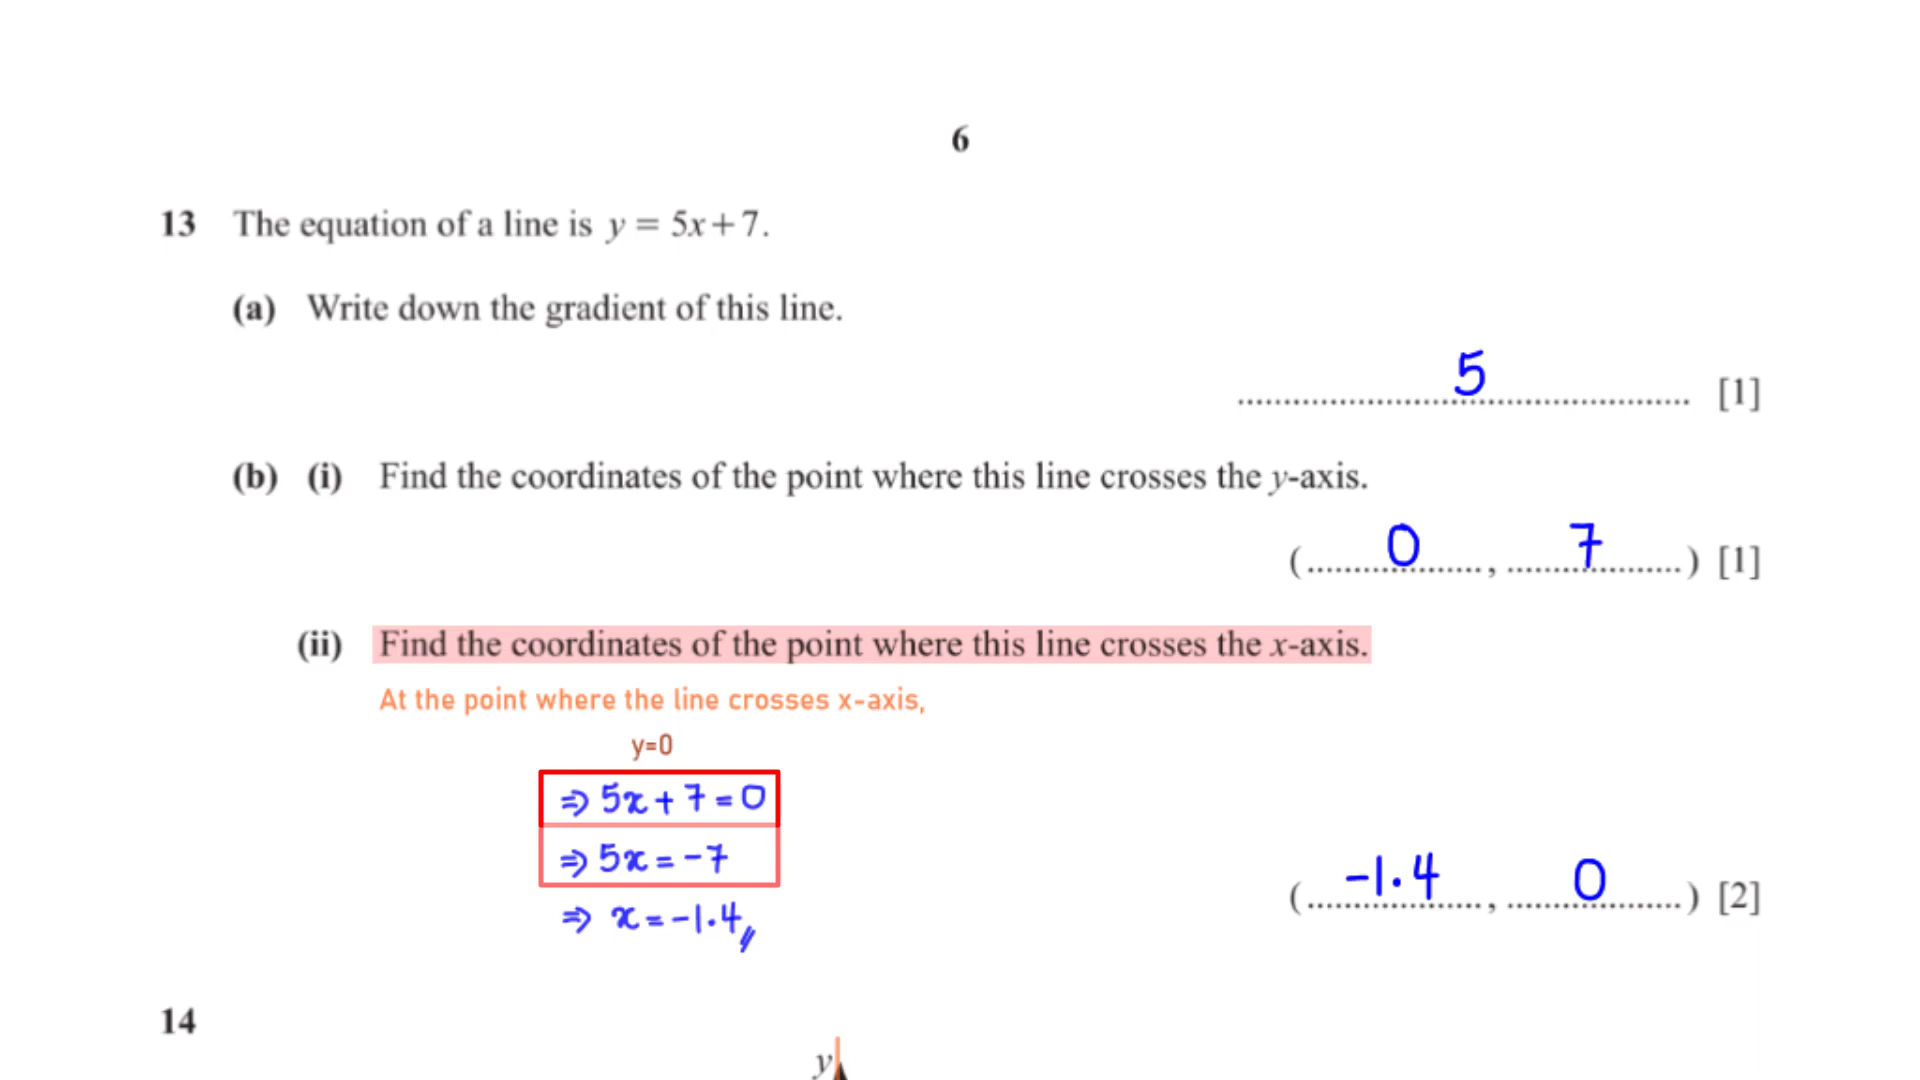 6
13 The equation of a line is y = 5x+7.
(a) Write down the gradient of this line.
5
........................................ [1]
(b) (i) Find the coordinates of the point where this line crosses the y-axis.
(........ 0 ........ , ........ 7 ........) [1]
(ii) Find the coordinates of the point where this line crosses the x-axis.
At the point where the line crosses x-axis,
y=0
⇒ 5x + 7 = 0
⇒ 5x = -7
⇒ x = -1.4
(........ -1.4 ........ , ........ 0 ........) [2]
14
y